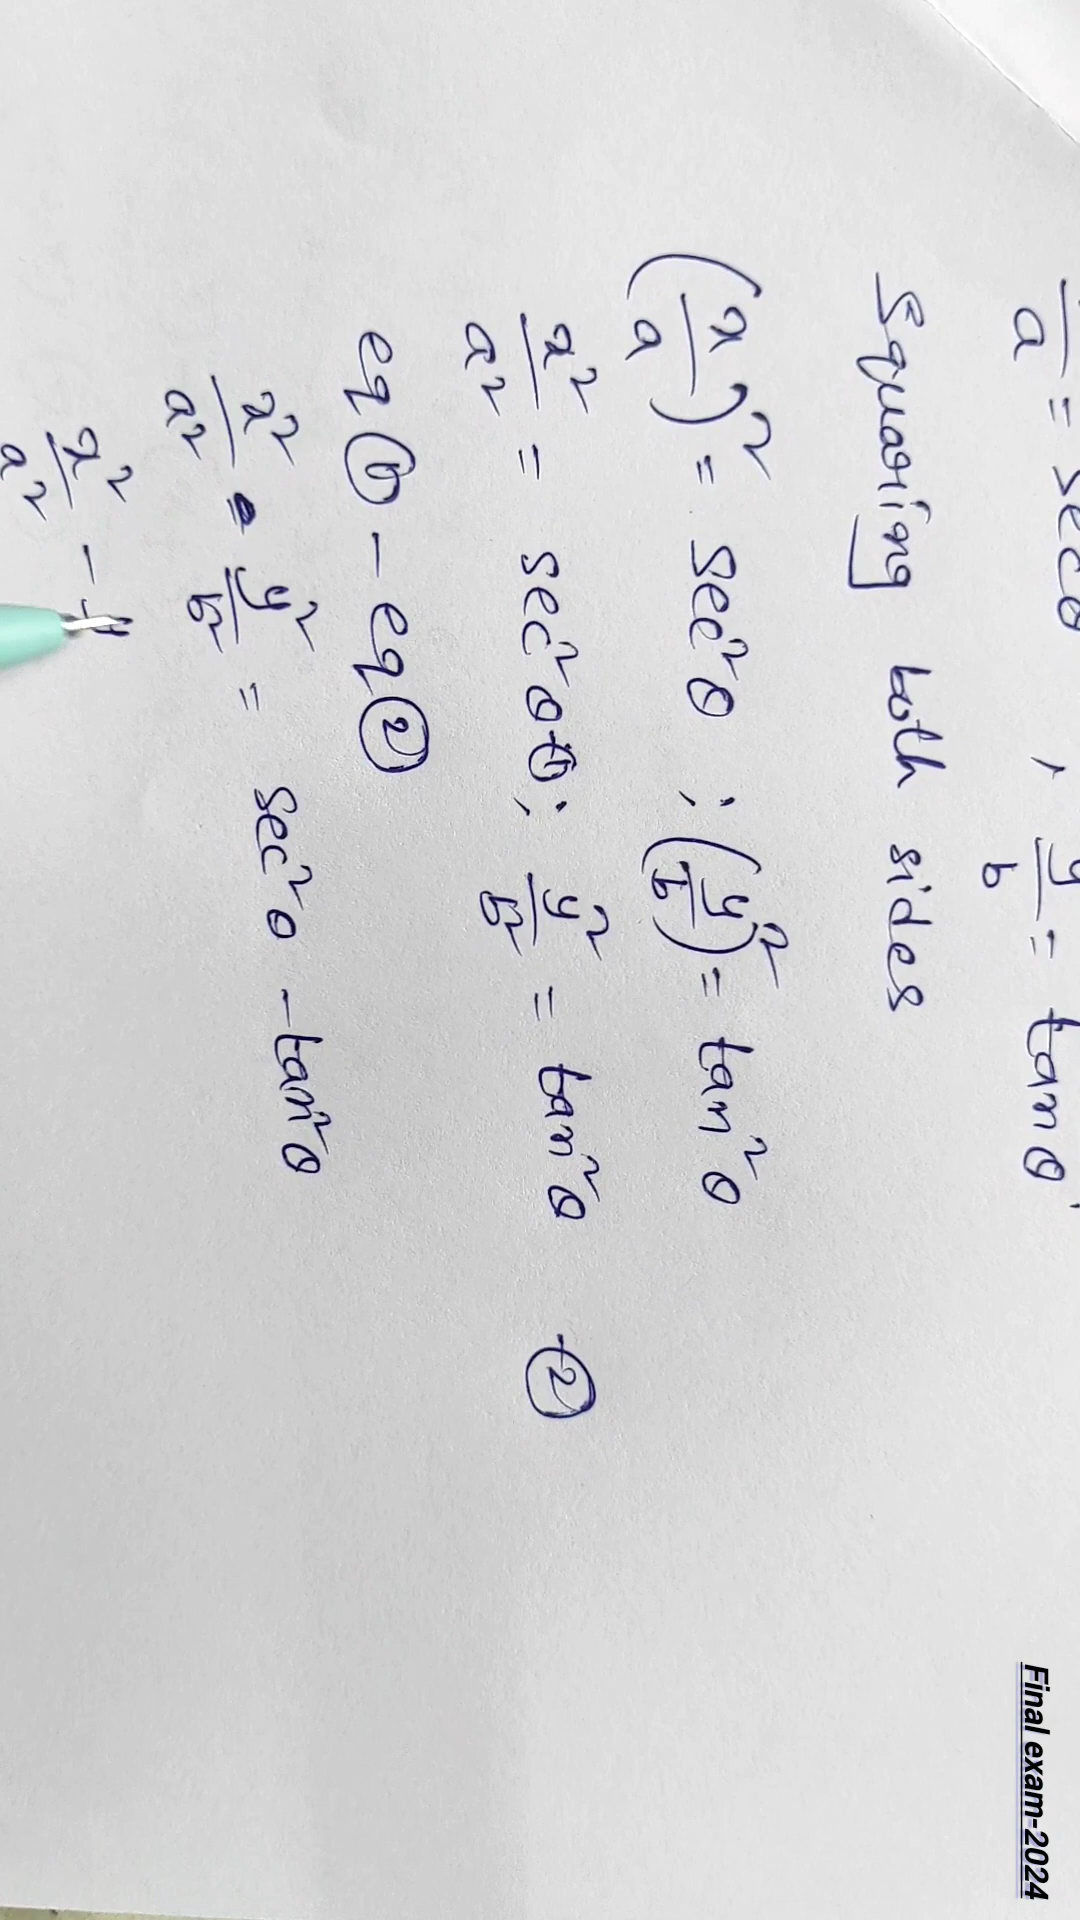 Final exam-2024
/a = secθ , y/b = tanθ
Squaring both sides
(x/a)² = sec²θ ; (y/b)² = tan²θ
x²/a² = sec²θ ① ; y²/b² = tan²θ ②
eq ① - eq ②
x²/a² - y²/b² = sec²θ - tan²θ
x²/a² -